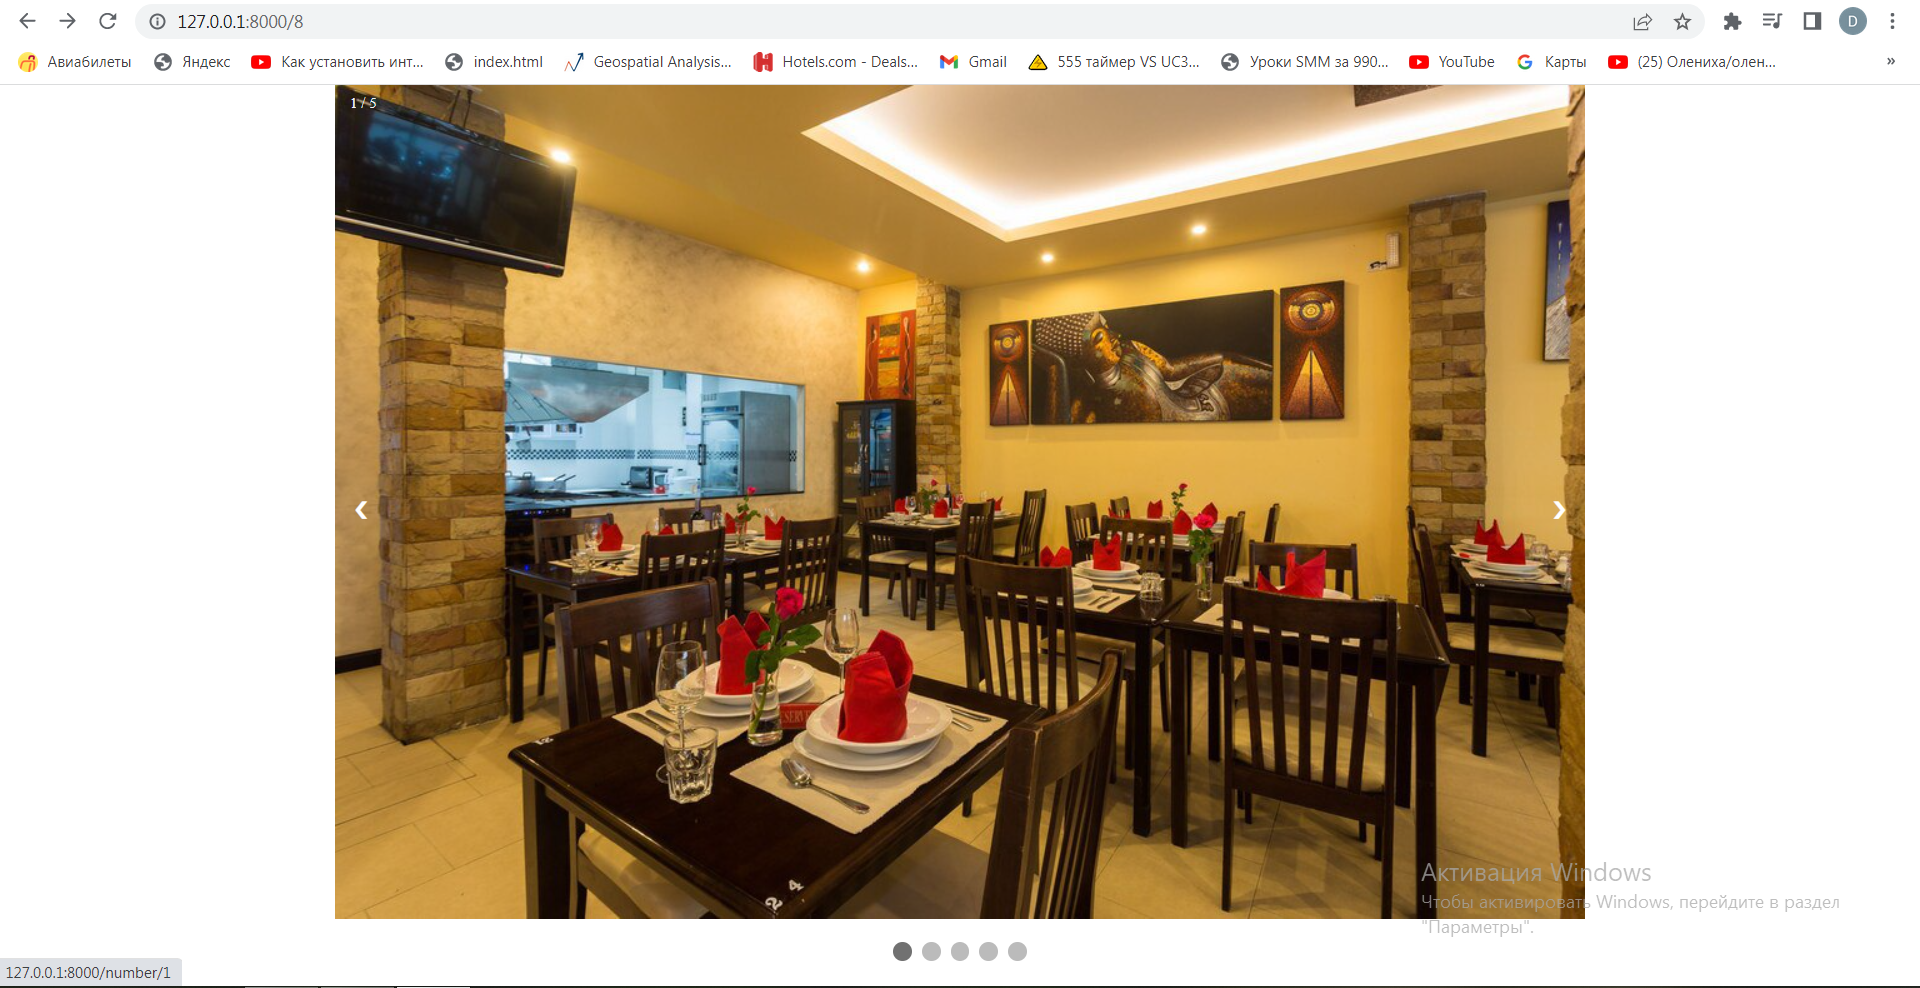 127.0.0.1:8000/8
D
Авиабилеты
Яндекс
Как установить инт...
index.html
Geospatial Analysis...
Hotels.com - Deals...
Gmail
555 таймер VS UC3...
Уроки SMM за 990...
YouTube
Карты
(25) Олениха/олен...
»
1 / 5
❮
❯
21
24
Активация Windows
Чтобы активировать Windows, перейдите в раздел
"Параметры".
127.0.0.1:8000/number/1